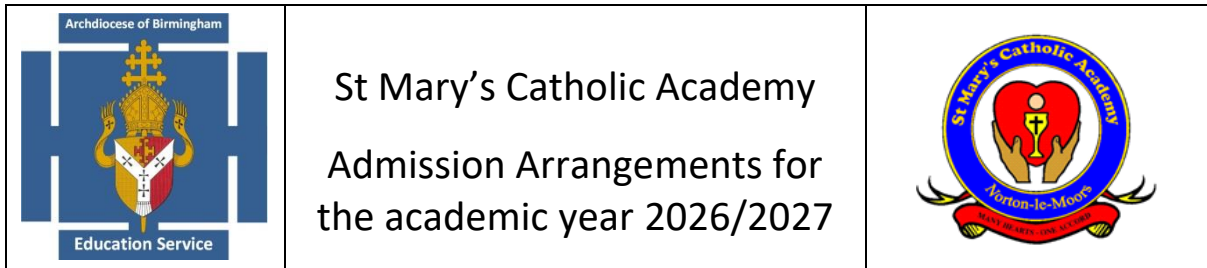 Archdiocese of Birmingham
Education Service
St Mary's Catholic Academy
Admission Arrangements for
the academic year 2026/2027
St Mary's Catholic Academy
Norton-le-Moors
MANY HEARTS - ONE ACCORD